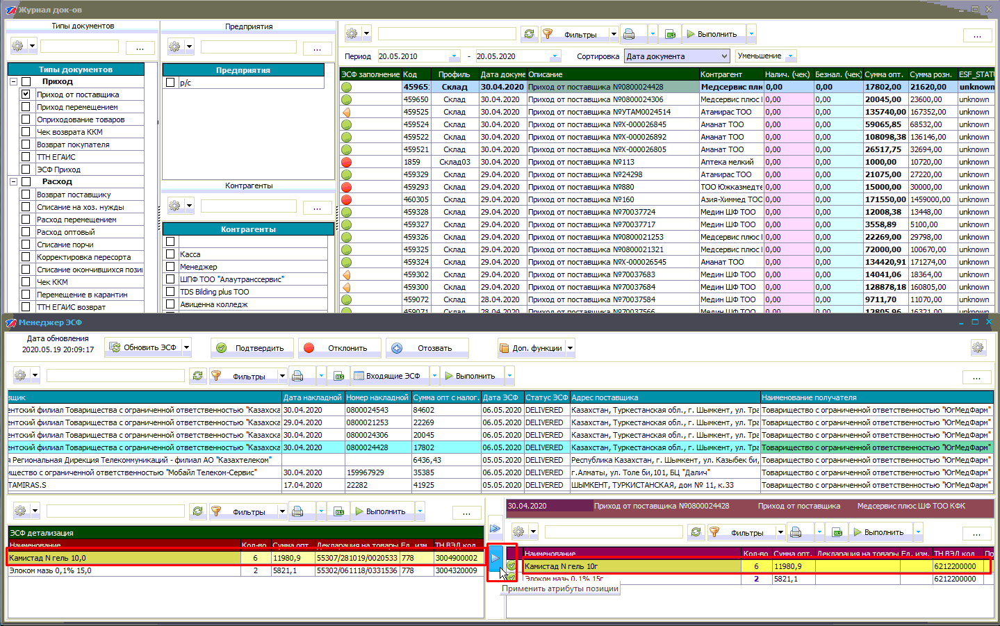 Журнал док-ов
Типы документов
...
Типы документов
Приход
Приход от поставщика
Приход перемещением
Оприходование товаров
Чек возврата ККМ
Возврат покупателя
ТТН ЕГАИС
ЭСФ Приход
Расход
Возврат поставщику
Списание на хоз. нужды
Расход перемещением
Расход оптовый
Списание порчи
Корректировка пересорта
Списание окончившихся пози
Чек ККМ
Перемещение в карантин
ТТН ЕГАИС возврат
Предприятия
...
Предприятия
р/с
Контрагенты
...
Контрагенты
Касса
Менеджер
ШПФ ТОО "Алаутранссервис"
TDS Bilding plus ТОО
Авиценна колледж
Фильтры XLS Выполнить ...
Период 20.05.2010 - 20.05.2020 Сортировка Дата документа Уменьшение
ЭСФ заполнение Код Профиль Дата докуме Описание Контрагент Налич. (чек) Безнал. (чек) Сумма опт. Сумма розн. ESF_STATU
45965 Склад 30.04.2020 Приход от поставщика №0800024428 Медсервис плю 0,00 0,00 17802,00 21620,00 unknown
459650 Склад 30.04.2020 Приход от поставщика №0800024306 Медсервис плюс 0,00 0,00 20045,00 23600,00 unknown
459525 Склад 30.04.2020 Приход от поставщика №УТАМ0024514 Атамирас ТОО 0,00 0,00 135740,00 167352,00 unknown
459524 Склад 30.04.2020 Приход от поставщика №Х-000026845 Аманат ТОО 0,00 0,00 59065,85 68532,00 unknown
459522 Склад 30.04.2020 Приход от поставщика №Х-000026892 Аманат ТОО 0,00 0,00 108098,38 136146,00 unknown
459521 Склад 30.04.2020 Приход от поставщика №Х-000026805 Аманат ТОО 0,00 0,00 26517,75 32694,00 unknown
1859 Склад03 30.04.2020 Приход от поставщика №113 Аптека мелкий 0,00 0,00 1000,00 10720,00 unknown
459329 Склад 29.04.2020 Приход от поставщика №24298 Атамирас ТОО 0,00 0,00 21075,00 27220,00 unknown
459293 Склад 29.04.2020 Приход от поставщика №880 ТОО Южказмедте 0,00 0,00 15000,00 30000,00 unknown
460305 Склад 29.04.2020 Приход от поставщика №160 Азия-Химмед ТОО 0,00 0,00 171550,00 1459000,00 unknown
459328 Склад 29.04.2020 Приход от поставщика №70037724 Медин ШФ ТОО 0,00 0,00 12008,38 13448,00 unknown
459327 Склад 29.04.2020 Приход от поставщика №70037717 Медин ШФ ТОО 0,00 0,00 3558,89 5100,00 unknown
459326 Склад 29.04.2020 Приход от поставщика №0800021253 Медсервис плюс 0,00 0,00 22269,00 29798,00 unknown
459325 Склад 29.04.2020 Приход от поставщика №0800021321 Медсервис плюс 0,00 0,00 72000,00 100670,00 unknown
459324 Склад 29.04.2020 Приход от поставщика №Х-000026545 Аманат ТОО 0,00 0,00 134420,91 171274,00 unknown
459302 Склад 29.04.2020 Приход от поставщика №70037683 Медин ШФ ТОО 0,00 0,00 14041,06 18364,00 unknown
459300 Склад 29.04.2020 Приход от поставщика №70037684 Медин ШФ ТОО 0,00 0,00 128878,18 160805,00 unknown
459072 Склад 28.04.2020 Приход от поставщика №70037584 Медин ШФ ТОО 0,00 0,00 9711,70 11070,00 unknown
459071 Склад 28.04.2020 Приход от поставщика №70037566 Медин ШФ ТОО 0,00 0,00 12805,96 16321,00 unknown
Менеджер ЭСФ
Дата обновления
2020.05.19 20:09:17 Обновить ЭСФ Подтвердить Отклонить Отозвать Доп. функции
Фильтры XLS Входящие ЭСФ Выполнить ...
вщик Дата накладной Номер накладной Сумма опт с налог. Дата ЭСФ Статус ЭСФ Адрес поставщика Наименование получателя
ентский филиал Товарищества с ограниченной ответственностью "Казахска 30.04.2020 0800024543 84602 06.05.2020 DELIVERED Казахстан, Туркестанская обл., г. Шымкент, ул. Тра Товарищество с ограниченной ответственностью "ЮгМедФарм"
ентский филиал Товарищества с ограниченной ответственностью "Казахска 29.04.2020 0800021253 22269 06.05.2020 DELIVERED Казахстан, Туркестанская обл., г. Шымкент, ул. Тра Товарищество с ограниченной ответственностью "ЮгМедФарм"
ентский филиал Товарищества с ограниченной ответственностью "Казахска 30.04.2020 0800024306 20045 06.05.2020 DELIVERED Казахстан, Туркестанская обл., г. Шымкент, ул. Тра Товарищество с ограниченной ответственностью "ЮгМедФарм"
ентский филиал Товарищества с ограниченной ответственностью "Казахска 30.04.2020 0800024428 17802 06.05.2020 DELIVERED Казахстан, Туркестанская обл., г. Шымкент, ул. Тра Товарищество с ограниченной ответственностью "ЮгМедФарм"
я Региональная Дирекция Телекоммуникаций - филиал АО "Казахтелеком" 6436,43 05.05.2020 DELIVERED Республика Казахстан, г. Шымкент, ул. Казыбек би, Товарищество с ограниченной ответственностью "ЮгМедФарм"
ищество с ограниченной ответственностью "Мобайл Телеком-Сервис" 30.04.2020 159967929 35385 06.05.2020 DELIVERED г.Алматы, ул. Толе би,101, БЦ "Далич" Товарищество с ограниченной ответственностью "ЮгМедФарм"
TAMIRAS.S 17.04.2020 22282 41925 05.05.2020 DELIVERED ШЫМКЕНТ, ТУРКИСТАНСКАЯ, дом № 11, к.33 Товарищество с ограниченной ответственностью "ЮгМедФарм"
Фильтры XLS Выполнить ...
ЭСФ детализация
Наименование Кол-во Сумма опт. Декларация на товары Ед. изм. ТН ВЭД код
Камистад N гель 10,0 6 11980,9 55307/281019/0020533 778 3004900002
Элоком мазь 0,1% 15,0 2 5821,1 55302/061118/0331536 778 3004320009
30.04.2020 Приход от поставщика №0800024428 Приход от поставщика Медсервис плюс ШФ ТОО КФК
Фильтры XLS Выполнить ...
Наименование Кол-во Сумма опт. Декларация на товары Ед. изм. ТН ВЭД код Пр
Камистад N гель 10г 6 11980,9 6212200000
Элоком мазь 0,1% 15г 2 5821,1 6212200000
Применить атрибуты позиции